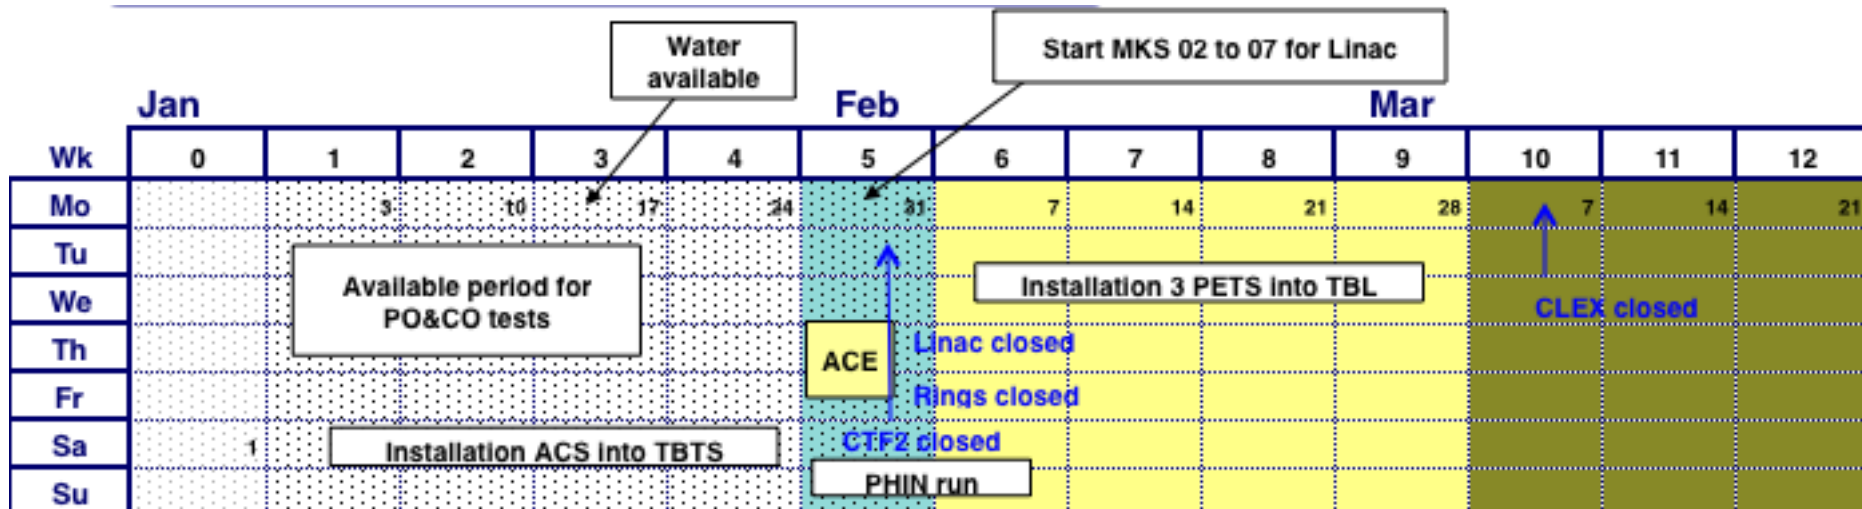 Water
available
Start MKS 02 to 07 for Linac
Jan Feb Mar
Wk 0 1 2 3 4 5 6 7 8 9 10 11 12
Mo 3 10 17 24 31 7 14 21 28 7 14 21
Tu
Available period for
PO&CO tests
We
Installation 3 PETS into TBL
CLEX closed
Th
ACE
Linac closed
Fr
Rings closed
Sa 1
Installation ACS into TBTS
CTF2 closed
Su
PHIN run